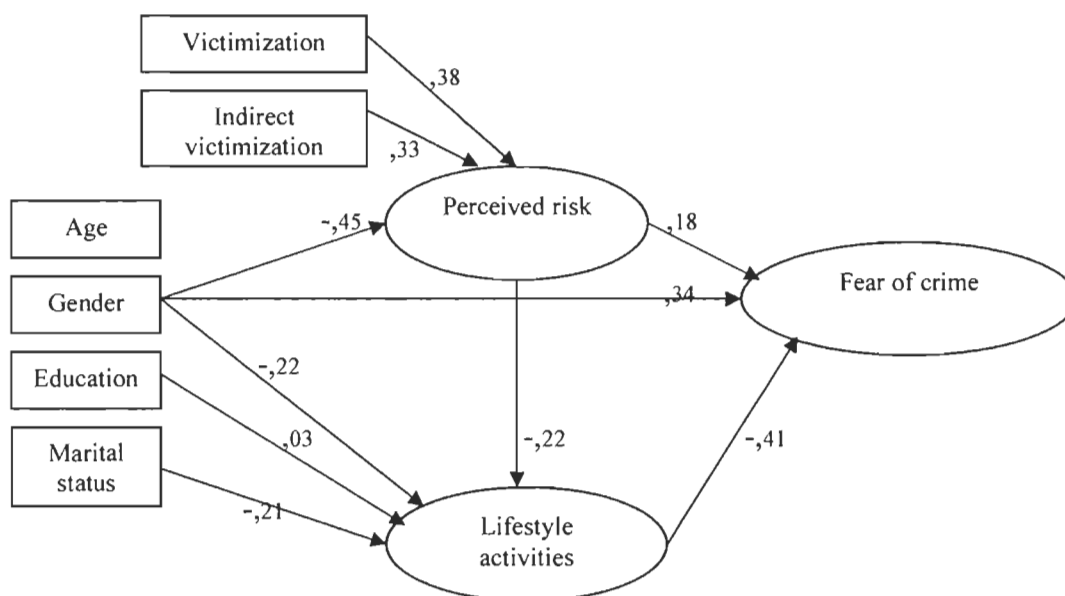 Victimization
,38
Indirect
victimization
,33
Perceived risk
Age
-,45
,18
Fear of crime
Gender
,34
-,22
Education
,03
-,22
-,41
Marital
status
-,21
Lifestyle
activities